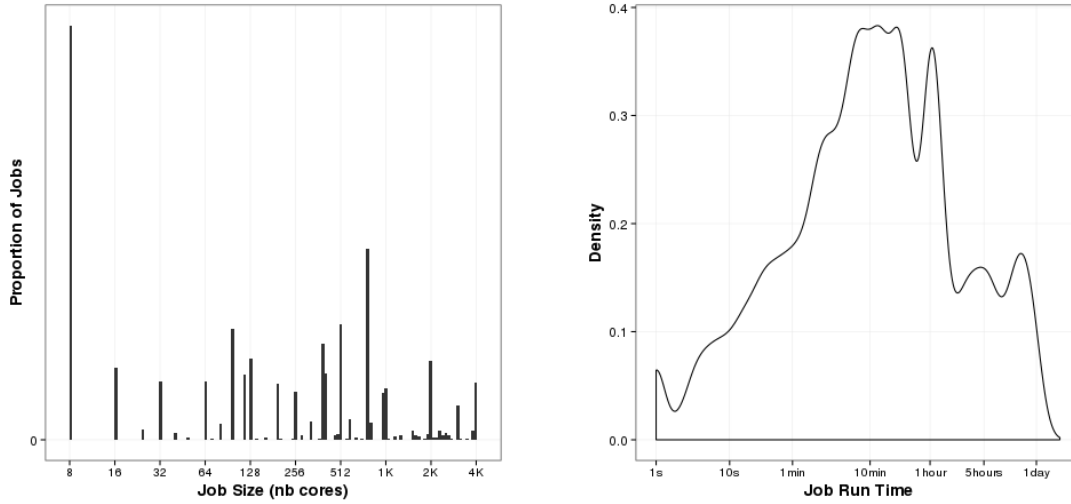 Proportion of Jobs
0
8 16 32 64 128 256 512 1K 2K 4K
Job Size (nb cores)
Density
0.4
0.3
0.2
0.1
0.0
1s 10s 1min 10min 1hour 5hours 1day
Job Run Time